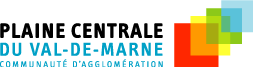 PLAINE CENTRALE
DU VAL-DE-MARNE
COMMUNAUTÉ D'AGGLOMÉRATION